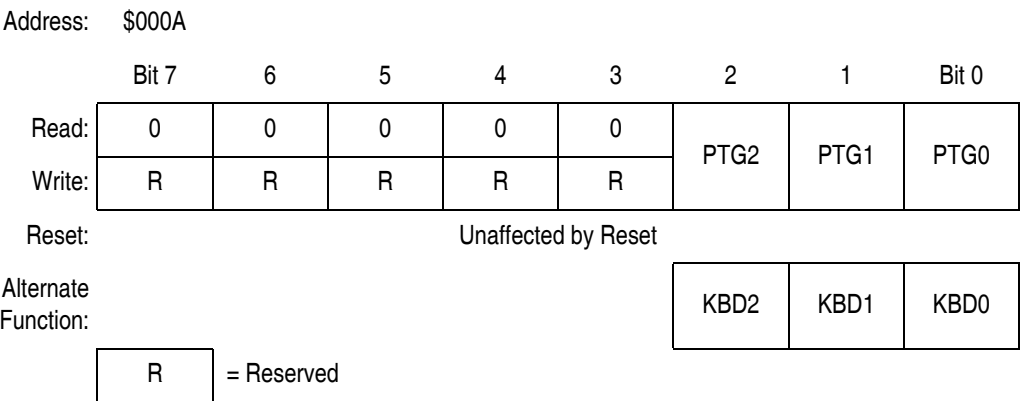 Address: $000A
Bit 7 6 5 4 3 2 1 Bit 0
Read: 0 0 0 0 0 PTG2 PTG1 PTG0
Write: R R R R R
Reset: Unaffected by Reset
Alternate
Function: KBD2 KBD1 KBD0
R = Reserved